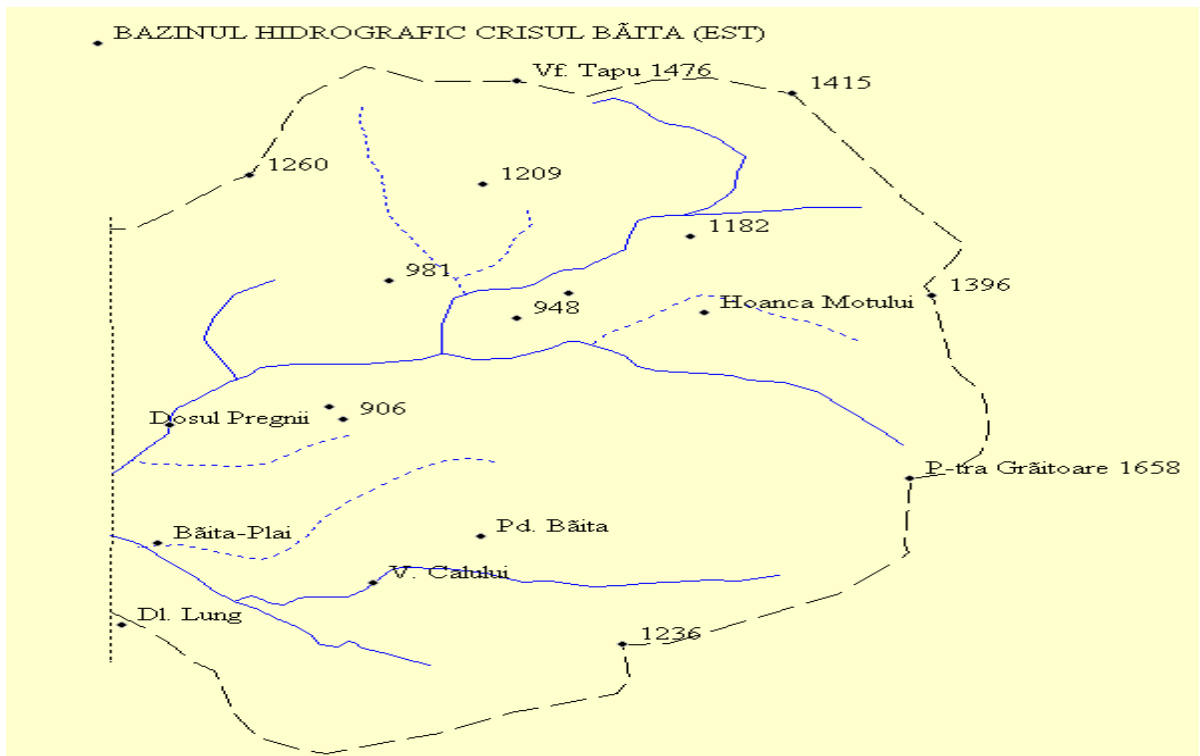 BAZINUL HIDROGRAFIC CRISUL BÃITA (EST)
Vf. Tapu 1476
1415
1260
1209
1182
981
1396
Hoanca Motului
948
Dosul Pregnii
906
P-tra Grãitoare 1658
Bãita-Plai
Pd. Bãita
V. Calului
Dl. Lung
1236